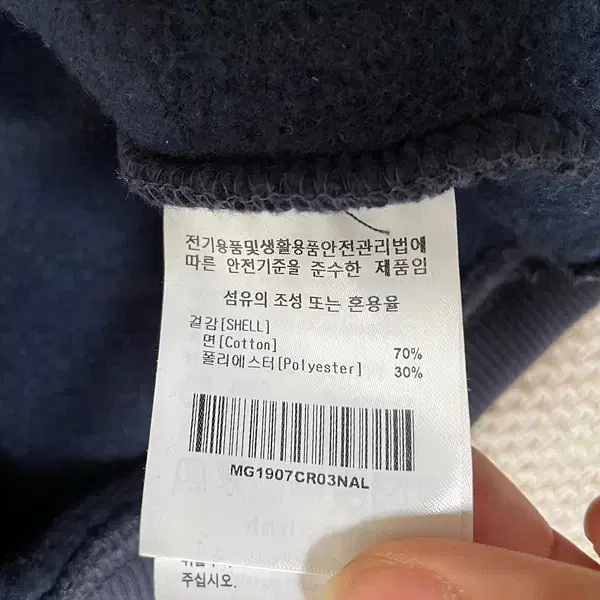 전기용품및생활용품안전관리법에
따른 안전기준을 준수한 제품임
섬유의 조성 또는 혼용율
겉감[SHELL]
면[Cotton] 70%
폴리에스터[Polyester] 30%
MG1907CR03NAL
주십시오.